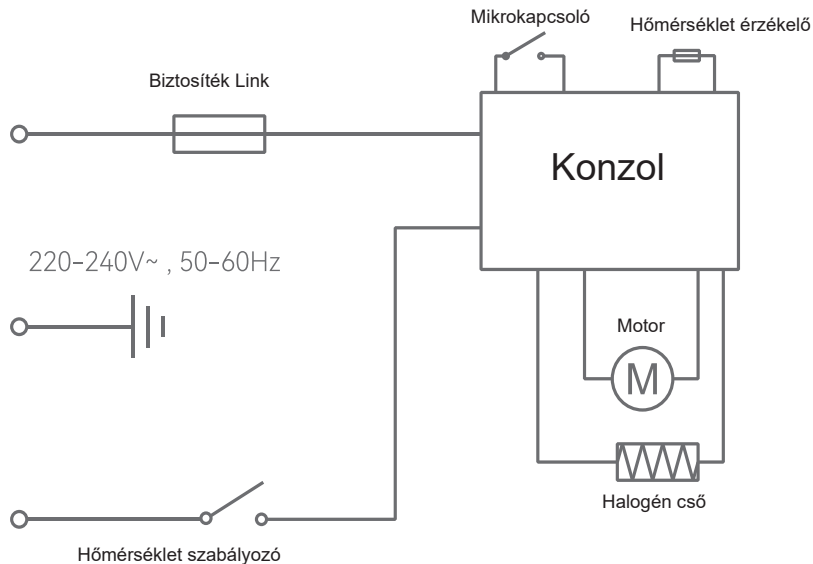 Mikrokapcsoló
Hőmérséklet érzékelő
Biztosíték Link
Konzol
220-240V~ , 50-60Hz
Motor
M
Halogén cső
Hőmérséklet szabályozó